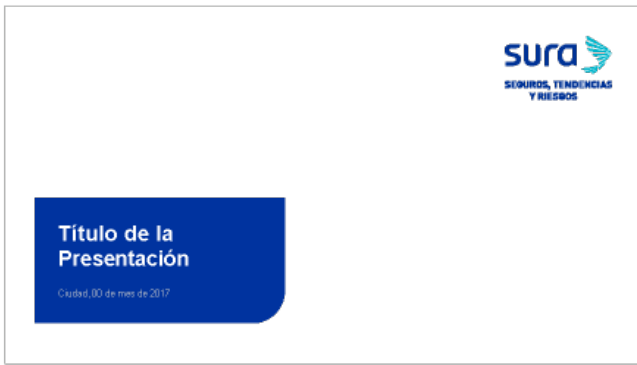 sura
SEGUROS, TENDENCIAS
Y RIESGOS
Título de la
Presentación
Ciudad, 00 de mes de 2017